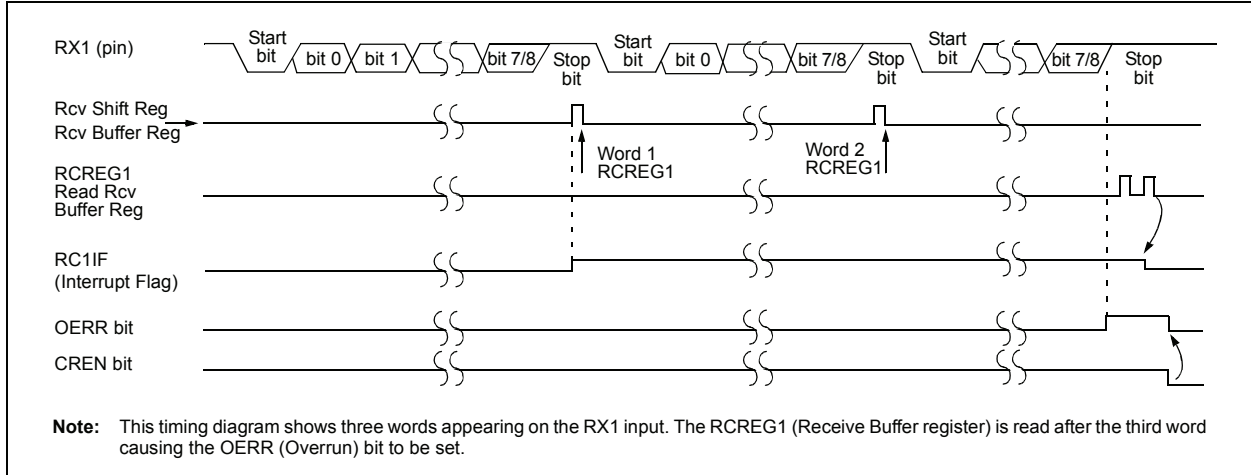 RX1 (pin)
Start bit
bit 0
bit 1
bit 7/8
Stop bit
Start bit
bit 0
bit 7/8
Stop bit
Start bit
bit 7/8
Stop bit
Rcv Shift Reg
Rcv Buffer Reg
Word 1
RCREG1
Word 2
RCREG1
RCREG1
Read Rcv
Buffer Reg
RC1IF
(Interrupt Flag)
OERR bit
CREN bit
Note: This timing diagram shows three words appearing on the RX1 input. The RCREG1 (Receive Buffer register) is read after the third word
causing the OERR (Overrun) bit to be set.